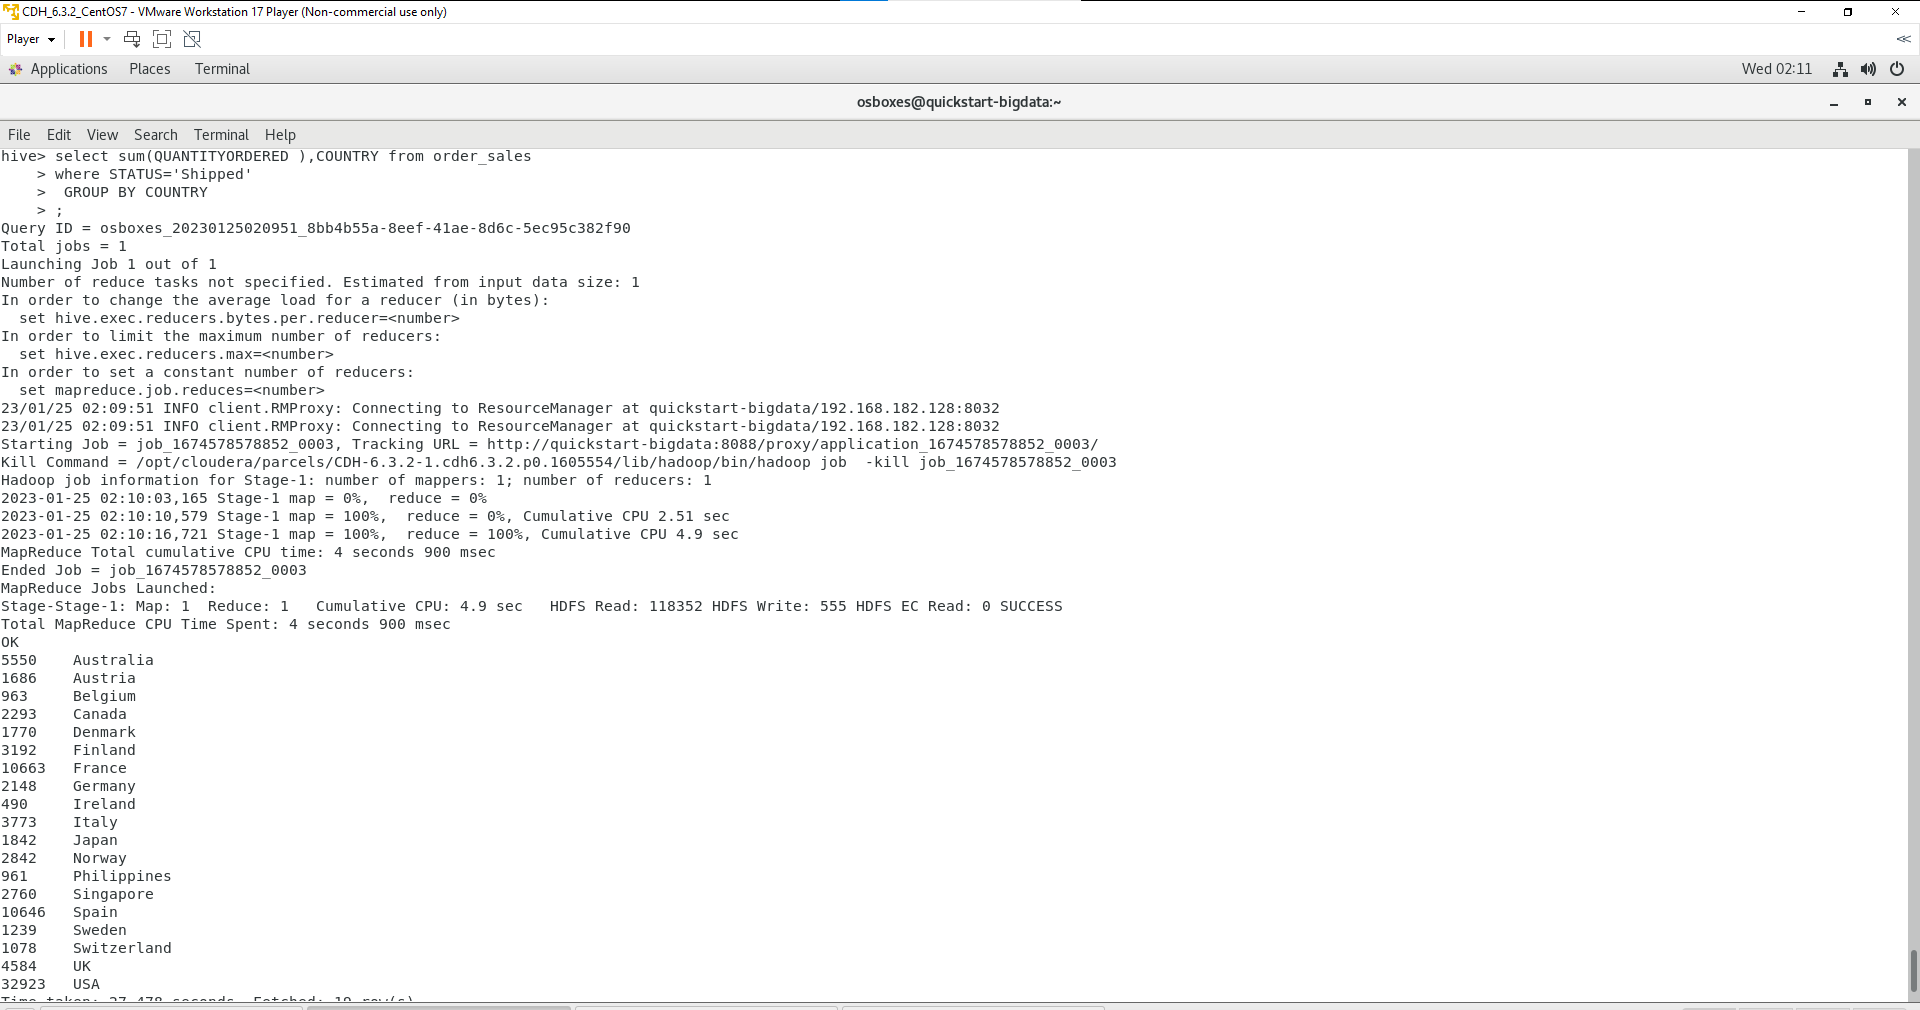 CDH_6.3.2_CentOS7 - VMware Workstation 17 Player (Non-commercial use only)
Player
Applications Places Terminal Wed 02:11
osboxes@quickstart-bigdata:~
File Edit View Search Terminal Help
hive> select sum(QUANTITYORDERED ),COUNTRY from order_sales
    > where STATUS='Shipped'
    >  GROUP BY COUNTRY
    > ;
Query ID = osboxes_20230125020951_8bb4b55a-8eef-41ae-8d6c-5ec95c382f90
Total jobs = 1
Launching Job 1 out of 1
Number of reduce tasks not specified. Estimated from input data size: 1
In order to change the average load for a reducer (in bytes):
  set hive.exec.reducers.bytes.per.reducer=<number>
In order to limit the maximum number of reducers:
  set hive.exec.reducers.max=<number>
In order to set a constant number of reducers:
  set mapreduce.job.reduces=<number>
23/01/25 02:09:51 INFO client.RMProxy: Connecting to ResourceManager at quickstart-bigdata/192.168.182.128:8032
23/01/25 02:09:51 INFO client.RMProxy: Connecting to ResourceManager at quickstart-bigdata/192.168.182.128:8032
Starting Job = job_1674578578852_0003, Tracking URL = http://quickstart-bigdata:8088/proxy/application_1674578578852_0003/
Kill Command = /opt/cloudera/parcels/CDH-6.3.2-1.cdh6.3.2.p0.1605554/lib/hadoop/bin/hadoop job  -kill job_1674578578852_0003
Hadoop job information for Stage-1: number of mappers: 1; number of reducers: 1
2023-01-25 02:10:03,165 Stage-1 map = 0%,  reduce = 0%
2023-01-25 02:10:10,579 Stage-1 map = 100%,  reduce = 0%, Cumulative CPU 2.51 sec
2023-01-25 02:10:16,721 Stage-1 map = 100%,  reduce = 100%, Cumulative CPU 4.9 sec
MapReduce Total cumulative CPU time: 4 seconds 900 msec
Ended Job = job_1674578578852_0003
MapReduce Jobs Launched:
Stage-Stage-1: Map: 1  Reduce: 1   Cumulative CPU: 4.9 sec   HDFS Read: 118352 HDFS Write: 555 HDFS EC Read: 0 SUCCESS
Total MapReduce CPU Time Spent: 4 seconds 900 msec
OK
5550    Australia
1686    Austria
963     Belgium
2293    Canada
1770    Denmark
3192    Finland
10663   France
2148    Germany
490     Ireland
3773    Italy
1842    Japan
2842    Norway
961     Philippines
2760    Singapore
10646   Spain
1239    Sweden
1078    Switzerland
4584    UK
32923   USA
Time taken: 27.478 seconds, Fetched: 19 row(s)